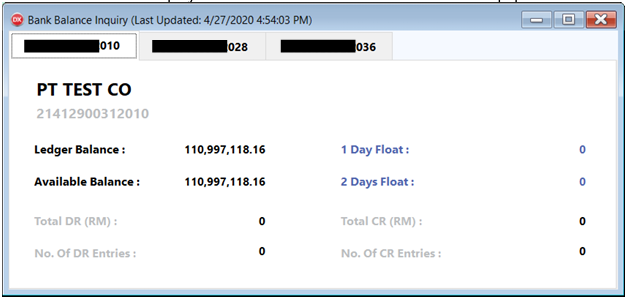 Bank Balance Inquiry (Last Updated: 4/27/2020 4:54:03 PM)
010 028 036
PT TEST CO
21412900312010
Ledger Balance : 110,997,118.16 1 Day Float : 0
Available Balance : 110,997,118.16 2 Days Float : 0
Total DR (RM) : 0 Total CR (RM) : 0
No. Of DR Entries : 0 No. Of CR Entries : 0